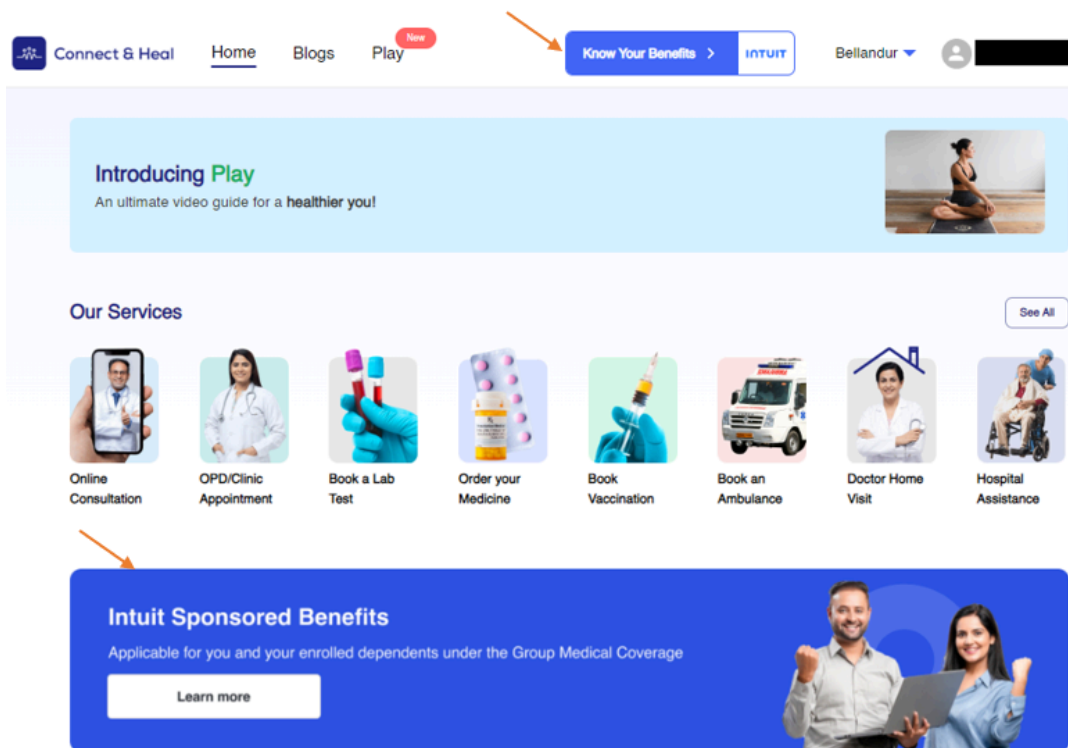 Connect & Heal
Home
Blogs
Play
New
Know Your Benefits >
INTUIT
Bellandur
Introducing Play
An ultimate video guide for a healthier you!
Our Services
See All
Online
Consultation
OPD/Clinic
Appointment
Book a Lab
Test
Order your
Medicine
Book
Vaccination
Book an
Ambulance
Doctor Home
Visit
Hospital
Assistance
Intuit Sponsored Benefits
Applicable for you and your enrolled dependents under the Group Medical Coverage
Learn more